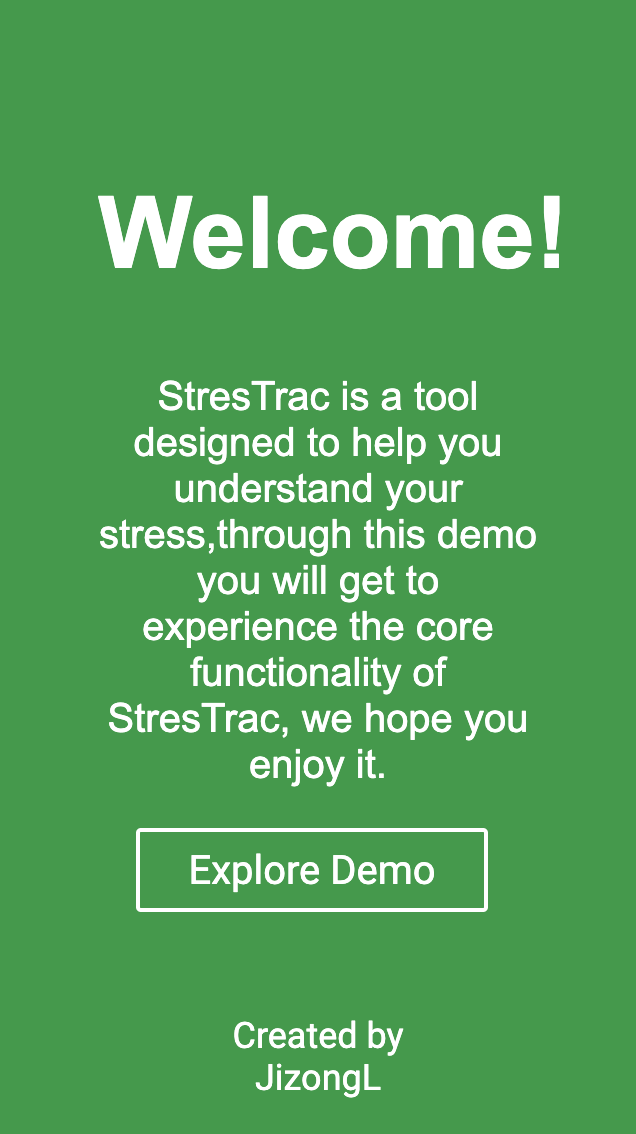 Welcome!
StresTrac is a tool
designed to help you
understand your
stress,through this demo
you will get to
experience the core
functionality of
StresTrac, we hope you
enjoy it.
Explore Demo
Created by
JizongL